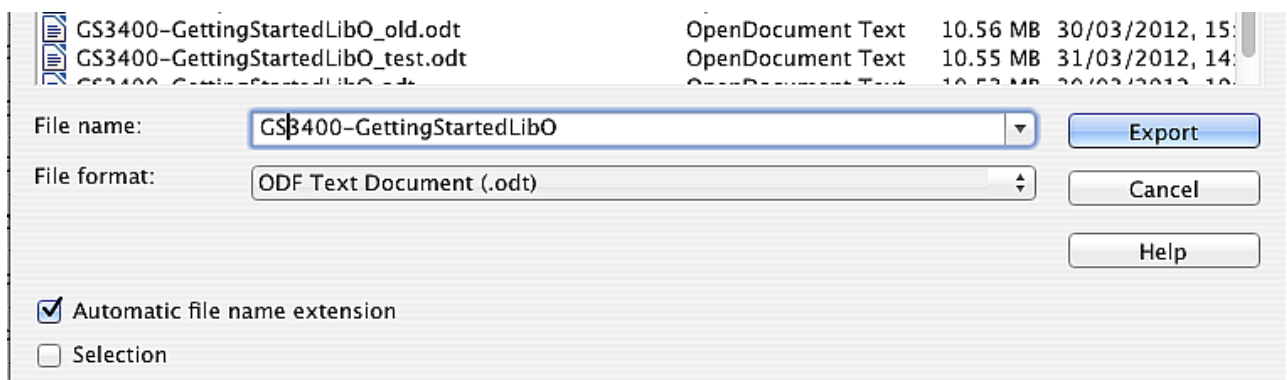 GS3400-GettingStartedLibO_old.odt OpenDocument Text 10.56 MB 30/03/2012, 15:
GS3400-GettingStartedLibO_test.odt OpenDocument Text 10.55 MB 31/03/2012, 14:
File name: GS3400-GettingStartedLibO Export
File format: ODF Text Document (.odt) Cancel
Help
Automatic file name extension
Selection